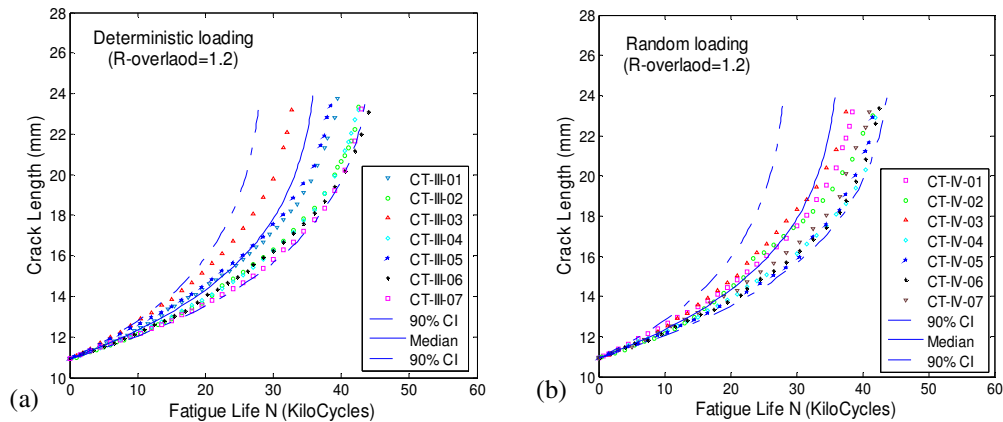 Deterministic loading
(R-overlaod=1.2)
28
26
24
22
20
18
16
14
12
10
Crack Length (mm)
0 10 20 30 40 50 60
Fatigue Life N (KiloCycles)
CT-III-01
CT-III-02
CT-III-03
CT-III-04
CT-III-05
CT-III-06
CT-III-07
90% CI
Median
90% CI
(a)
Random loading
(R-overlaod=1.2)
28
26
24
22
20
18
16
14
12
10
Crack Length (mm)
0 10 20 30 40 50 60
Fatigue Life N (KiloCycles)
CT-IV-01
CT-IV-02
CT-IV-03
CT-IV-04
CT-IV-05
CT-IV-06
CT-IV-07
90% CI
Median
90% CI
(b)